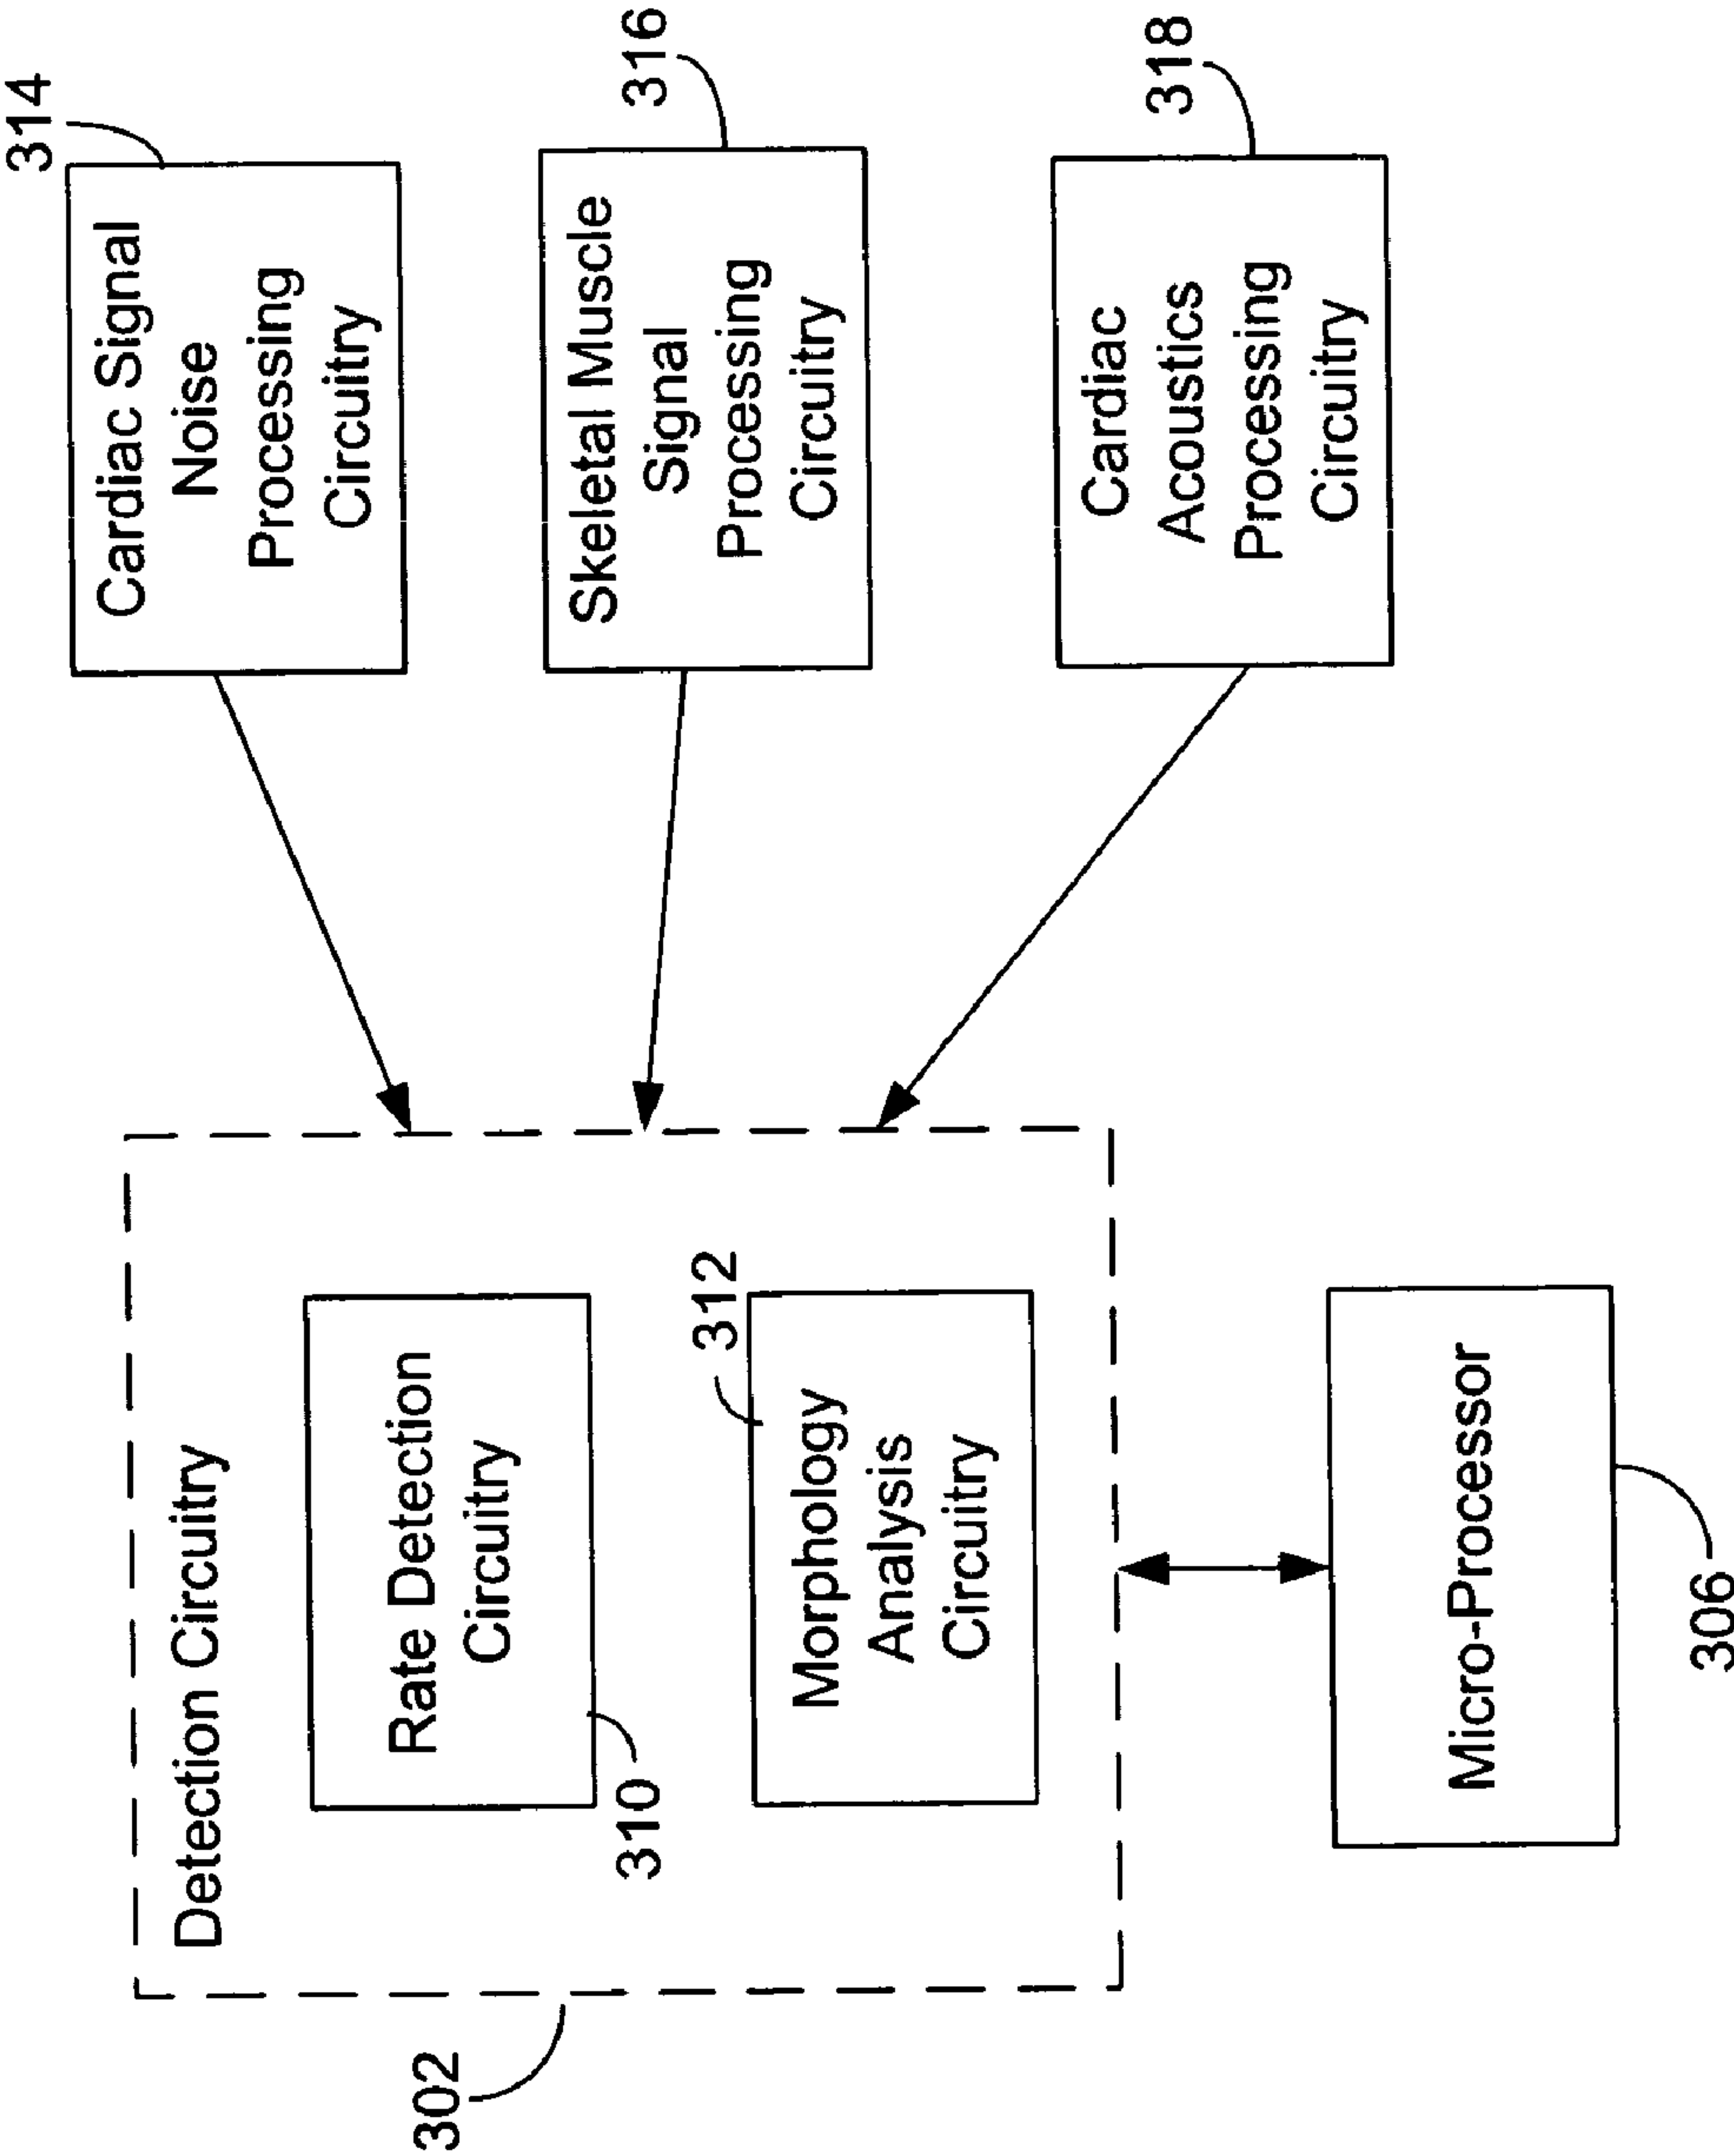 302
Detection Circuitry
Rate Detection
Circuitry
310
312
Morphology
Analysis
Circuitry
Micro-Processor
306
314
Cardiac Signal
Noise
Processing
Circuitry
316
Skeletal Muscle
Signal
Processing
Circuitry
318
Cardiac
Acoustics
Processing
Circuitry